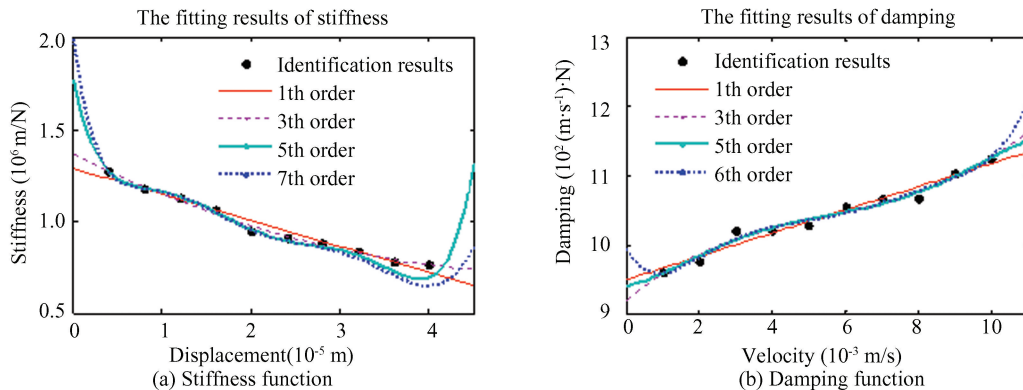 The fitting results of stiffness
2.0
1.5
1.0
0.5
Stiffness (10⁶ m/N)
Identification results
1th order
3th order
5th order
7th order
0 1 2 3 4
Displacement(10⁻⁵ m)
(a) Stiffness function
The fitting results of damping
13
12
11
10
9
Damping (10² (m·s⁻¹)·N)
Identification results
1th order
3th order
5th order
6th order
0 2 4 6 8 10
Velocity (10⁻³ m/s)
(b) Damping function